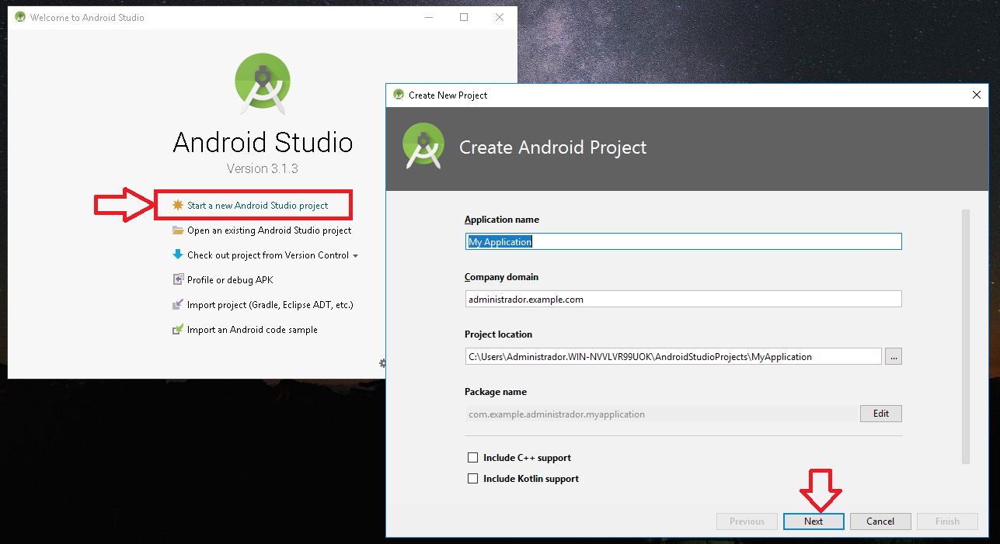 Welcome to Android Studio
Android Studio
Version 3.1.3
Start a new Android Studio project
Open an existing Android Studio project
Check out project from Version Control
Profile or debug APK
Import project (Gradle, Eclipse ADT, etc.)
Import an Android code sample
Create New Project
Create Android Project
Application name
My Application
Company domain
administrador.example.com
Project location
C:\Users\Administrador.WIN-NVVLVR99UOK\AndroidStudioProjects\MyApplication
...
Package name
com.example.administrador.myapplication
Edit
Include C++ support
Include Kotlin support
Previous Next Cancel Finish